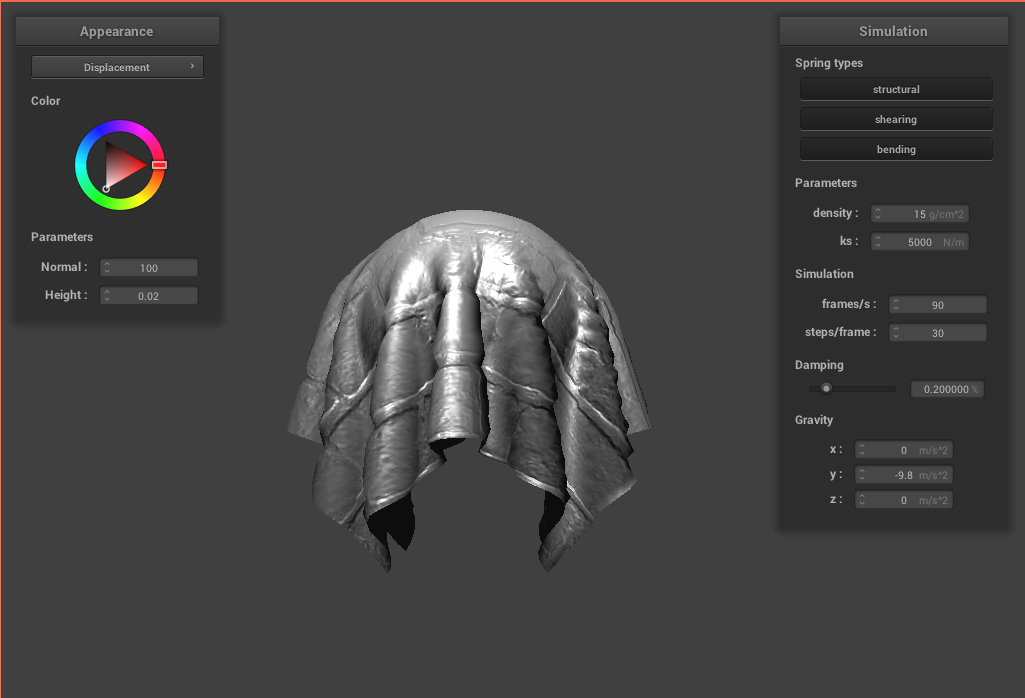 Appearance
Displacement ›
Color
Parameters
Normal : 100
Height : 0.02
Simulation
Spring types
structural
shearing
bending
Parameters
density : 15 g/cm^2
ks : 5000 N/m
Simulation
frames/s : 90
steps/frame : 30
Damping
0.200000 %
Gravity
x : 0 m/s^2
y : -9.8 m/s^2
z : 0 m/s^2